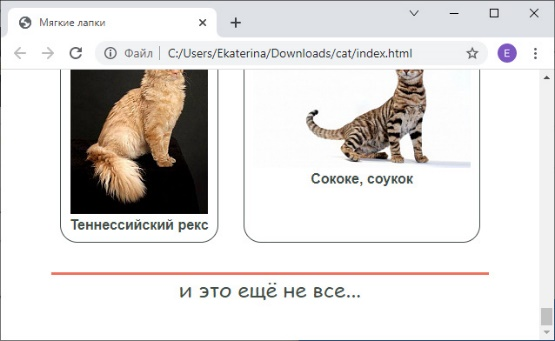 Мягкие лапки
Файл | C:/Users/Ekaterina/Downloads/cat/index.html
E
Сококе, соукок
Теннессийский рекс
и это ещё не все...